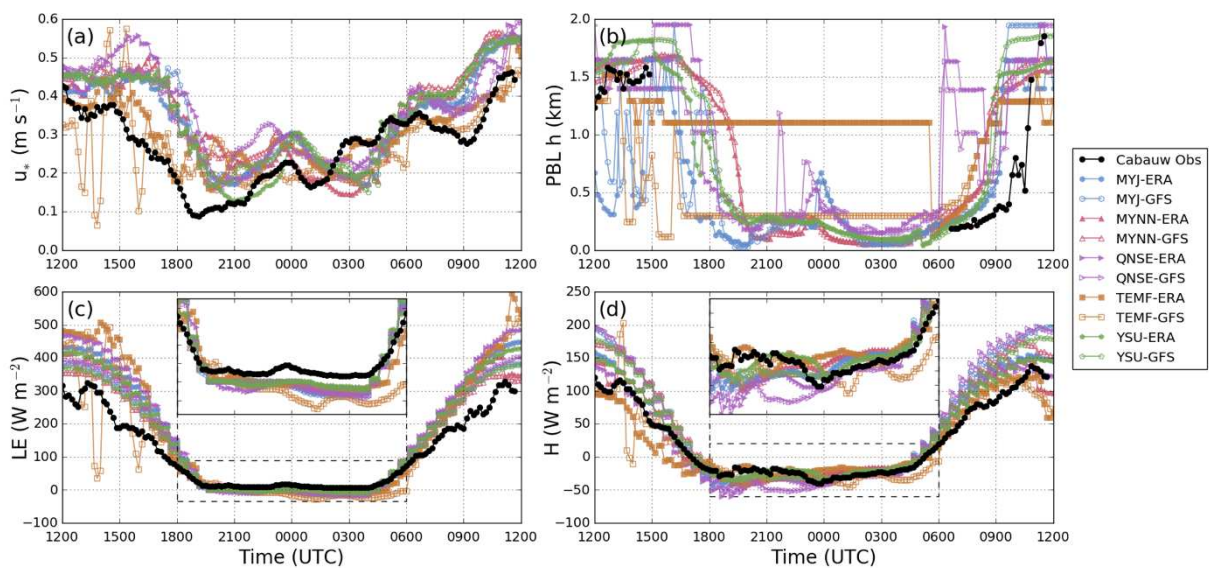 (a)
u* (m s⁻¹)
0.6
0.5
0.4
0.3
0.2
0.1
0.0
1200 1500 1800 2100 0000 0300 0600 0900 1200
(b)
PBL h (km)
2.0
1.5
1.0
0.5
0.0
1200 1500 1800 2100 0000 0300 0600 0900 1200
(c)
LE (W m⁻²)
600
500
400
300
200
100
0
−100
1200 1500 1800 2100 0000 0300 0600 0900 1200
Time (UTC)
(d)
H (W m⁻²)
250
200
150
100
50
0
−50
−100
1200 1500 1800 2100 0000 0300 0600 0900 1200
Time (UTC)
Cabauw Obs
MYJ-ERA
MYJ-GFS
MYNN-ERA
MYNN-GFS
QNSE-ERA
QNSE-GFS
TEMF-ERA
TEMF-GFS
YSU-ERA
YSU-GFS